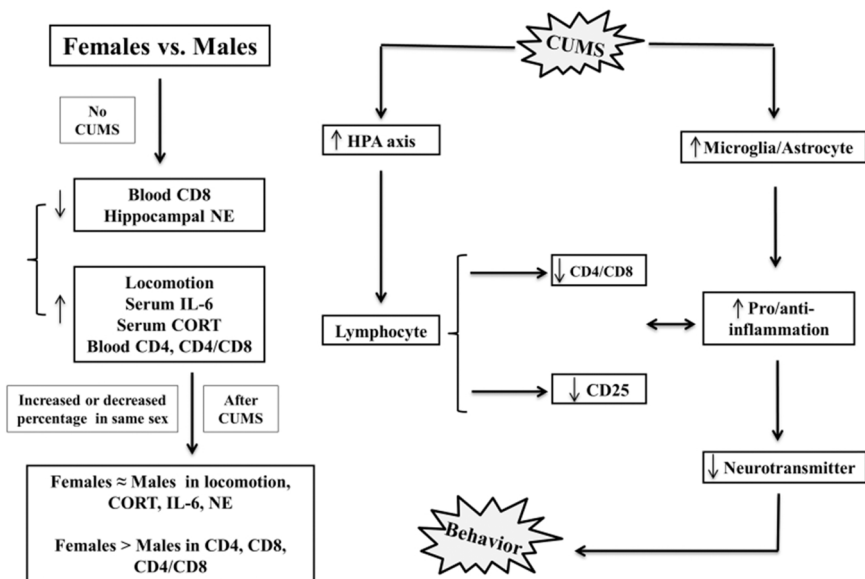 Females vs. Males
No
CUMS
↓ Blood CD8
Hippocampal NE
↑ Locomotion
Serum IL-6
Serum CORT
Blood CD4, CD4/CD8
Increased or decreased
percentage in same sex
After
CUMS
Females ≈ Males in locomotion,
CORT, IL-6, NE
Females > Males in CD4, CD8,
CD4/CD8
CUMS
↑ HPA axis
↑ Microglia/Astrocyte
Lymphocyte
↓ CD4/CD8
↓ CD25
↑ Pro/anti-
inflammation
↓ Neurotransmitter
Behavior